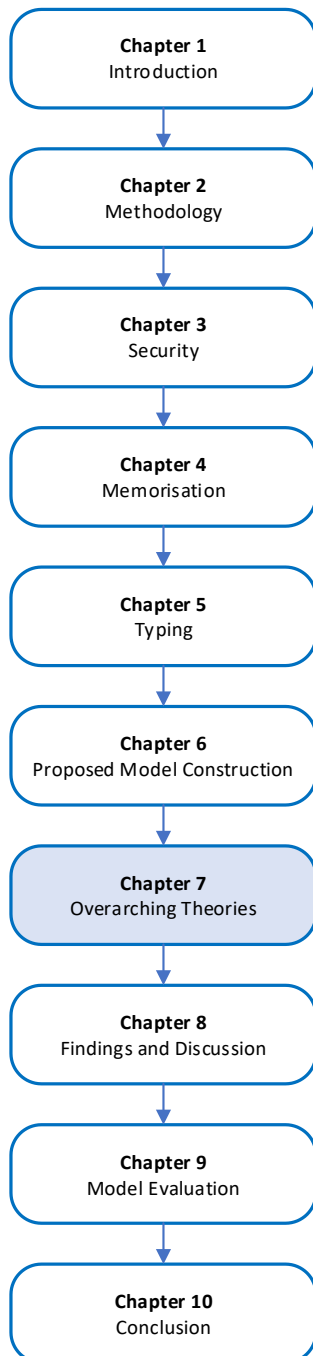 Chapter 1
Introduction
Chapter 2
Methodology
Chapter 3
Security
Chapter 4
Memorisation
Chapter 5
Typing
Chapter 6
Proposed Model Construction
Chapter 7
Overarching Theories
Chapter 8
Findings and Discussion
Chapter 9
Model Evaluation
Chapter 10
Conclusion